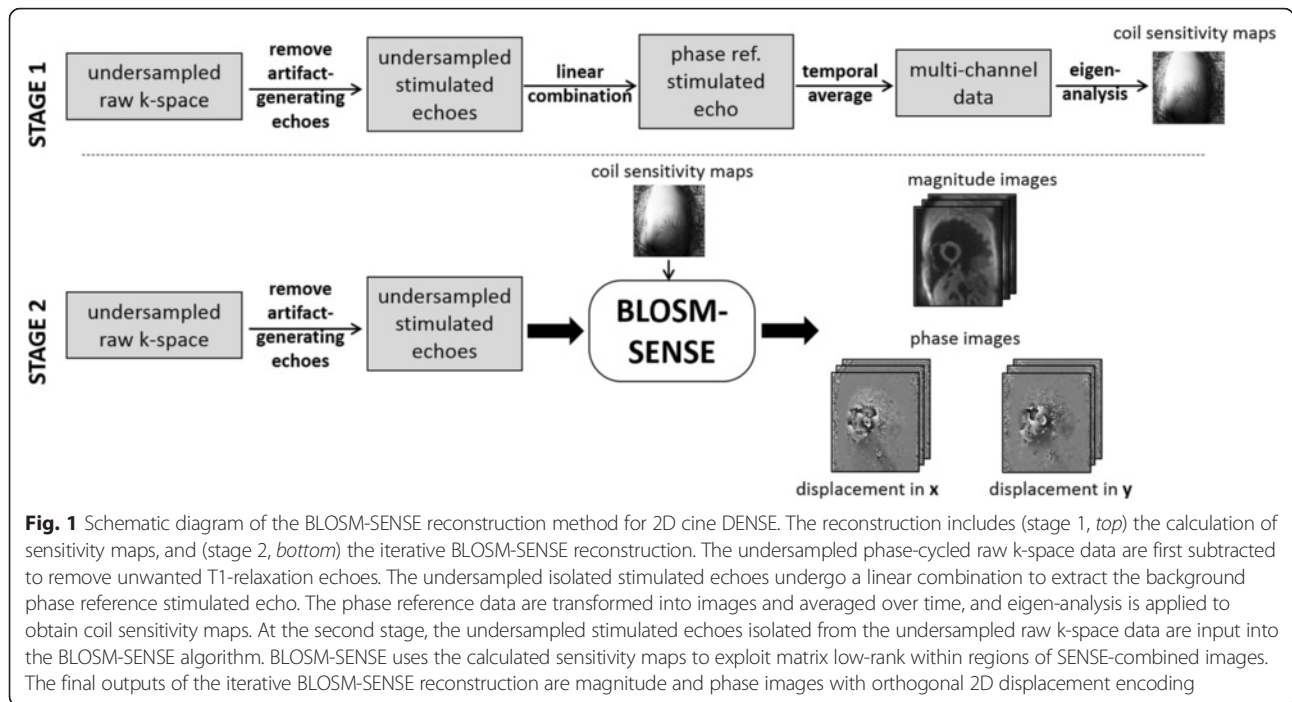 STAGE 1
undersampled
raw k-space
remove
artifact-
generating
echoes
undersampled
stimulated
echoes
linear
combination
phase ref.
stimulated
echo
temporal
average
multi-channel
data
eigen-
analysis
coil sensitivity maps
STAGE 2
undersampled
raw k-space
remove
artifact-
generating
echoes
undersampled
stimulated
echoes
coil sensitivity maps
BLOSM-
SENSE
magnitude images
phase images
displacement in x
displacement in y
Fig. 1 Schematic diagram of the BLOSM-SENSE reconstruction method for 2D cine DENSE. The reconstruction includes (stage 1, top) the calculation of
sensitivity maps, and (stage 2, bottom) the iterative BLOSM-SENSE reconstruction. The undersampled phase-cycled raw k-space data are first subtracted
to remove unwanted T1-relaxation echoes. The undersampled isolated stimulated echoes undergo a linear combination to extract the background
phase reference stimulated echo. The phase reference data are transformed into images and averaged over time, and eigen-analysis is applied to
obtain coil sensitivity maps. At the second stage, the undersampled stimulated echoes isolated from the undersampled raw k-space data are input into
the BLOSM-SENSE algorithm. BLOSM-SENSE uses the calculated sensitivity maps to exploit matrix low-rank within regions of SENSE-combined images.
The final outputs of the iterative BLOSM-SENSE reconstruction are magnitude and phase images with orthogonal 2D displacement encoding